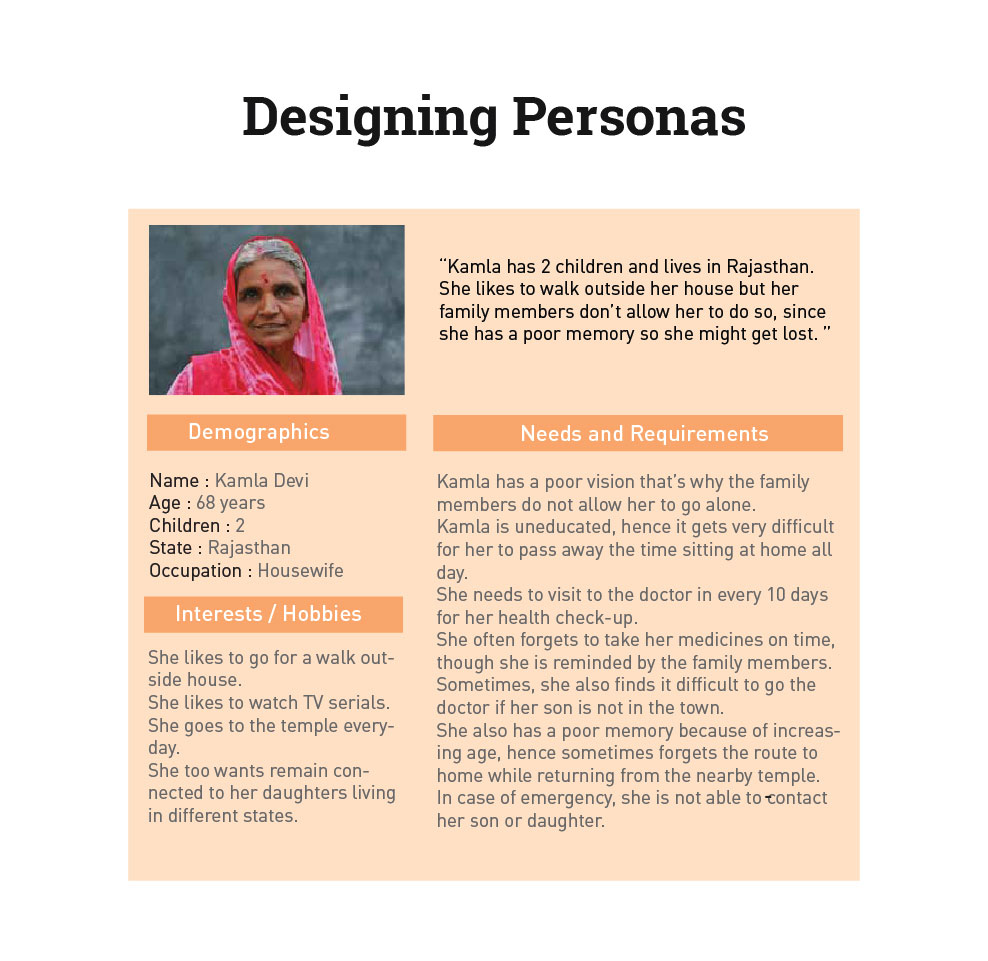 Designing Personas
“Kamla has 2 children and lives in Rajasthan.
She likes to walk outside her house but her
family members don’t allow her to do so, since
she has a poor memory so she might get lost. ”
Demographics
Name : Kamla Devi
Age : 68 years
Children : 2
State : Rajasthan
Occupation : Housewife
Interests / Hobbies
She likes to go for a walk out-
side house.
She likes to watch TV serials.
She goes to the temple every-
day.
She too wants remain con-
nected to her daughters living
in different states.
Needs and Requirements
Kamla has a poor vision that’s why the family
members do not allow her to go alone.
Kamla is uneducated, hence it gets very difficult
for her to pass away the time sitting at home all
day.
She needs to visit to the doctor in every 10 days
for her health check-up.
She often forgets to take her medicines on time,
though she is reminded by the family members.
Sometimes, she also finds it difficult to go the
doctor if her son is not in the town.
She also has a poor memory because of increas-
ing age, hence sometimes forgets the route to
home while returning from the nearby temple.
In case of emergency, she is not able to -contact
her son or daughter.